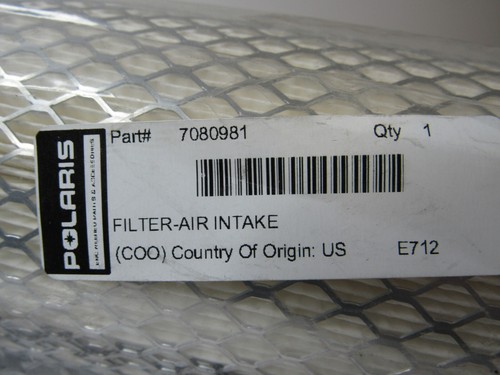 Part# 7080981 Qty 1
POLARIS
FILTER-AIR INTAKE
(COO) Country Of Origin: US E712